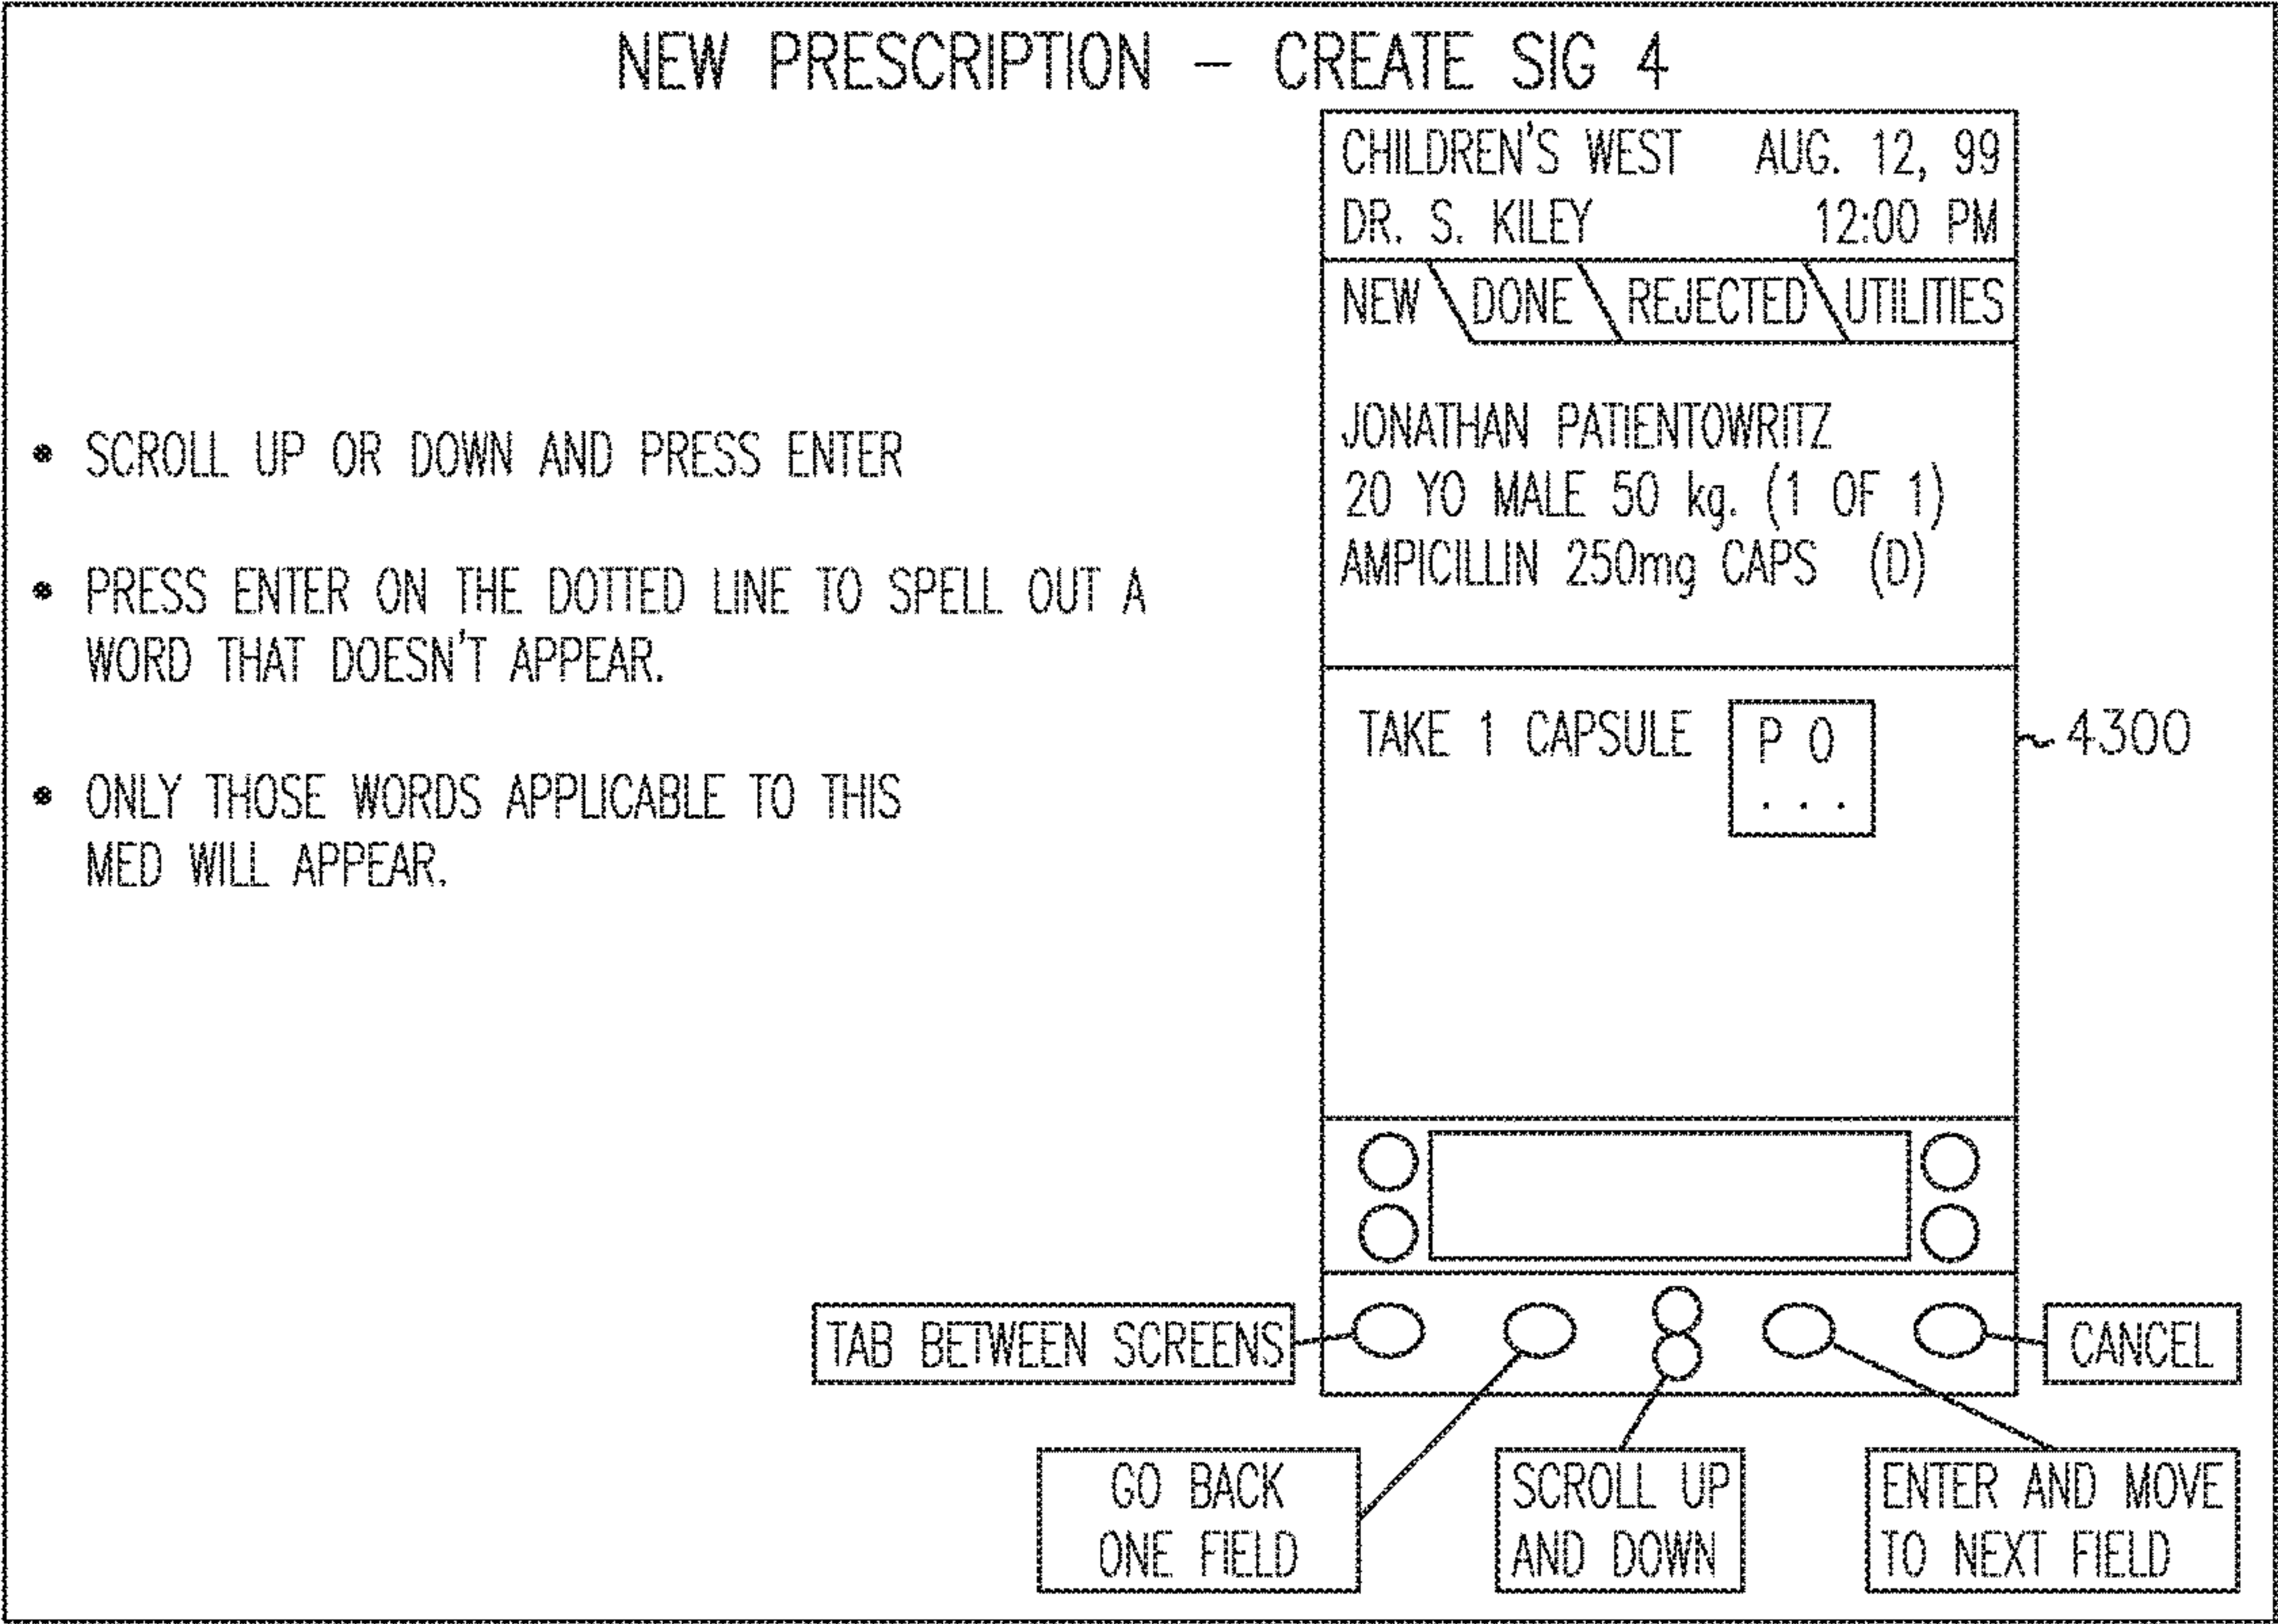 NEW PRESCRIPTION – CREATE SIG 4
CHILDREN'S WEST AUG. 12, 99
DR. S. KILEY 12:00 PM
NEW DONE REJECTED UTILITIES
JONATHAN PATIENTOWRITZ
20 YO MALE 50 kg. (1 OF 1)
AMPICILLIN 250mg CAPS (D)
• SCROLL UP OR DOWN AND PRESS ENTER
• PRESS ENTER ON THE DOTTED LINE TO SPELL OUT A
WORD THAT DOESN'T APPEAR.
• ONLY THOSE WORDS APPLICABLE TO THIS
MED WILL APPEAR.
TAKE 1 CAPSULE P O
. . .
4300
TAB BETWEEN SCREENS
CANCEL
GO BACK
ONE FIELD
SCROLL UP
AND DOWN
ENTER AND MOVE
TO NEXT FIELD